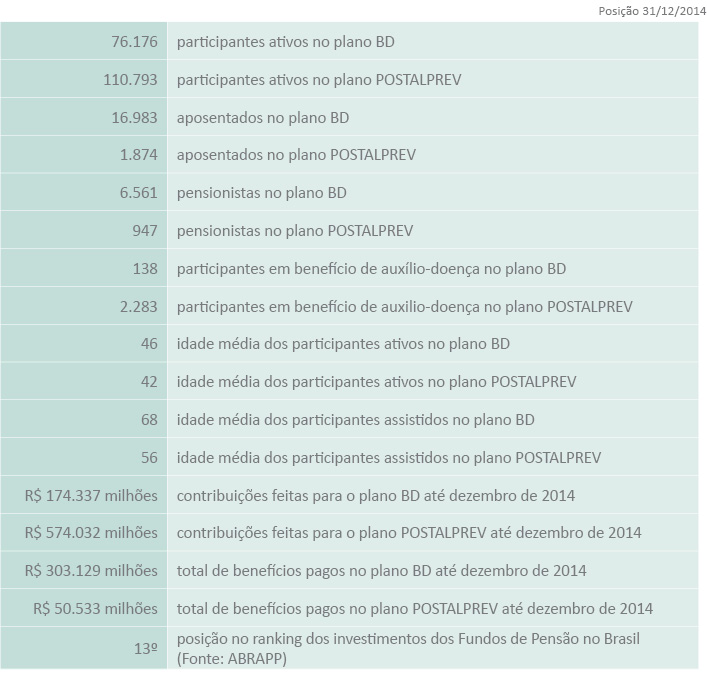 Posição 31/12/2014
76.176 participantes ativos no plano BD
110.793 participantes ativos no plano POSTALPREV
16.983 aposentados no plano BD
1.874 aposentados no plano POSTALPREV
6.561 pensionistas no plano BD
947 pensionistas no plano POSTALPREV
138 participantes em benefício de auxílio-doença no plano BD
2.283 participantes em benefício de auxilio-doença no plano POSTALPREV
46 idade média dos participantes ativos no plano BD
42 idade média dos participantes ativos no plano POSTALPREV
68 idade média dos participantes assistidos no plano BD
56 idade média dos participantes assistidos no plano POSTALPREV
R$ 174.337 milhões contribuições feitas para o plano BD até dezembro de 2014
R$ 574.032 milhões contribuições feitas para o plano POSTALPREV até dezembro de 2014
R$ 303.129 milhões total de benefícios pagos no plano BD até dezembro de 2014
R$ 50.533 milhões total de benefícios pagos no plano POSTALPREV até dezembro de 2014
13º posição no ranking dos investimentos dos Fundos de Pensão no Brasil
(Fonte: ABRAPP)